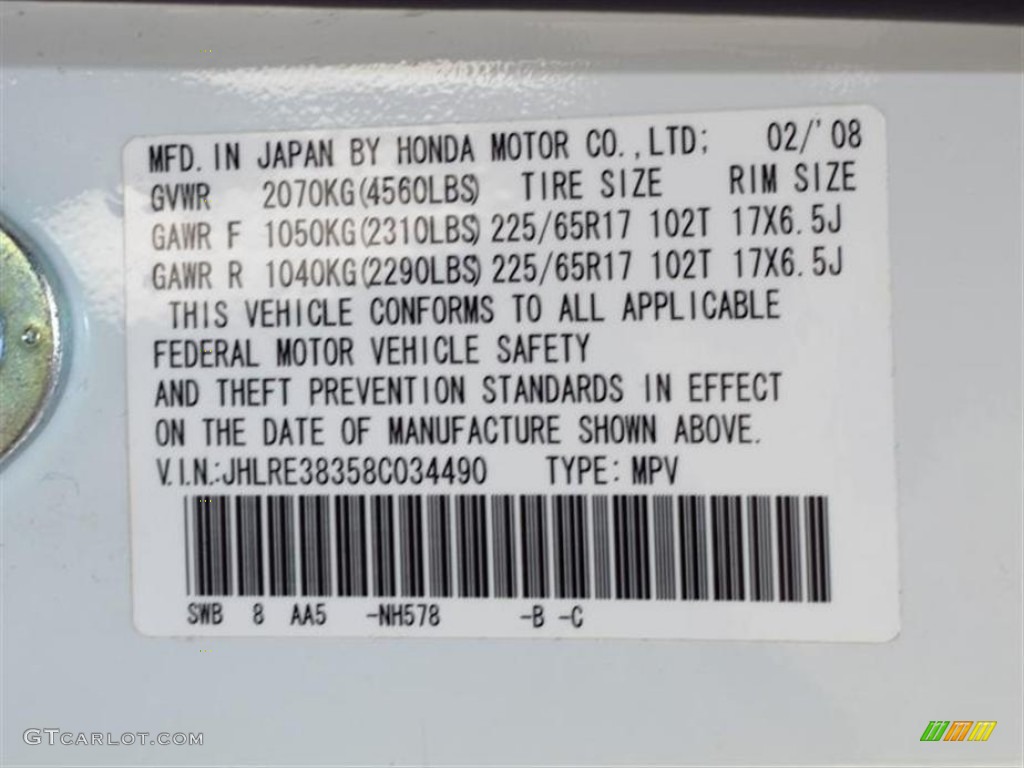 MFD. IN JAPAN BY HONDA MOTOR CO., LTD; 02/'08
GVWR 2070KG(4560LBS) TIRE SIZE RIM SIZE
GAWR F 1050KG(2310LBS) 225/65R17 102T 17X6.5J
GAWR R 1040KG(2290LBS) 225/65R17 102T 17X6.5J
THIS VEHICLE CONFORMS TO ALL APPLICABLE
FEDERAL MOTOR VEHICLE SAFETY
AND THEFT PREVENTION STANDARDS IN EFFECT
ON THE DATE OF MANUFACTURE SHOWN ABOVE.
V.I.N.:JHLRE38358C034490 TYPE: MPV
SWB 8 AA5 -NH578 -B -C
GTCARLOT.COM